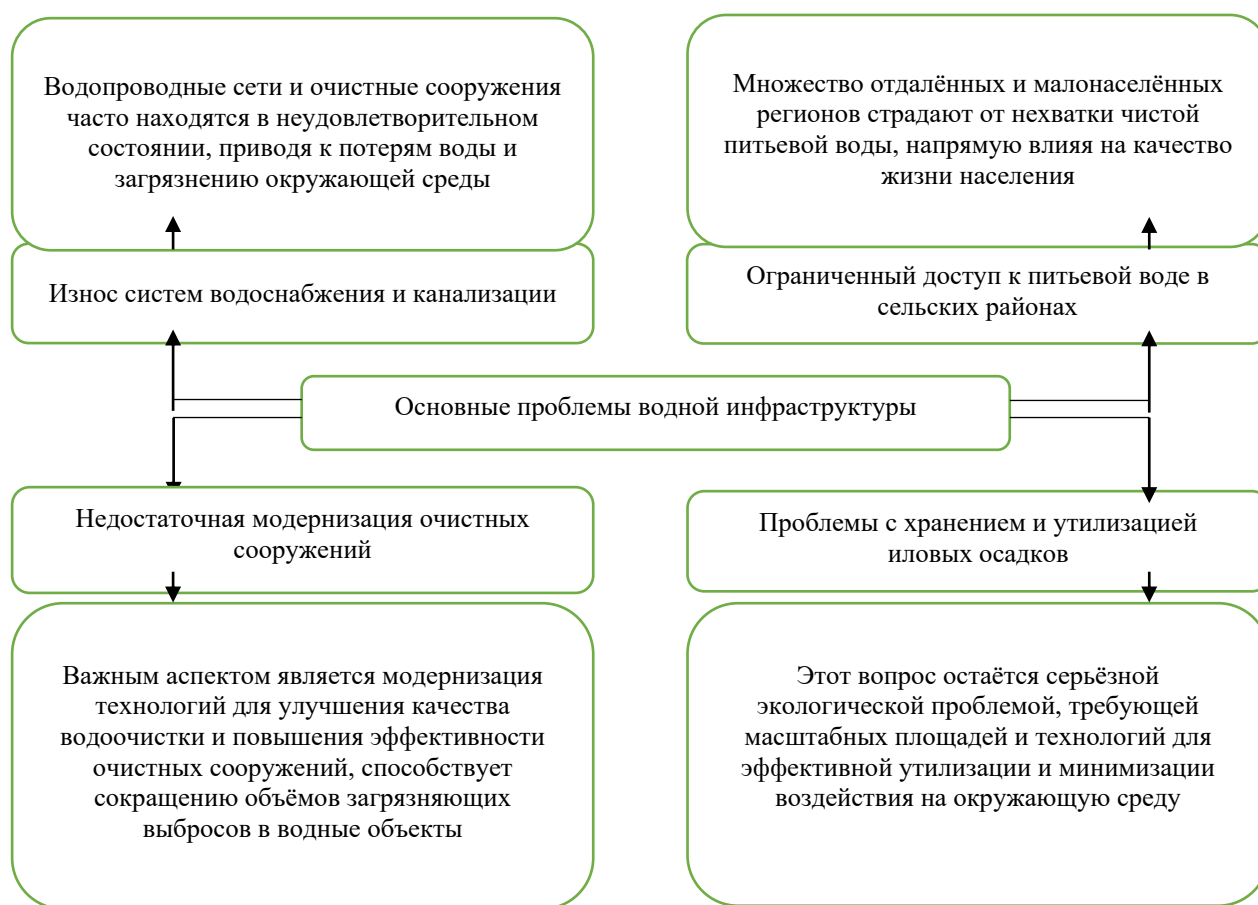 Водопроводные сети и очистные сооружения
часто находятся в неудовлетворительном
состоянии, приводя к потерям воды и
загрязнению окружающей среды
Множество отдалённых и малонаселённых
регионов страдают от нехватки чистой
питьевой воды, напрямую влияя на качество
жизни населения
Износ систем водоснабжения и канализации
Ограниченный доступ к питьевой воде в
сельских районах
Основные проблемы водной инфраструктуры
Недостаточная модернизация очистных
сооружений
Проблемы с хранением и утилизацией
иловых осадков
Важным аспектом является модернизация
технологий для улучшения качества
водоочистки и повышения эффективности
очистных сооружений, способствует
сокращению объёмов загрязняющих
выбросов в водные объекты
Этот вопрос остаётся серьёзной
экологической проблемой, требующей
масштабных площадей и технологий для
эффективной утилизации и минимизации
воздействия на окружающую среду